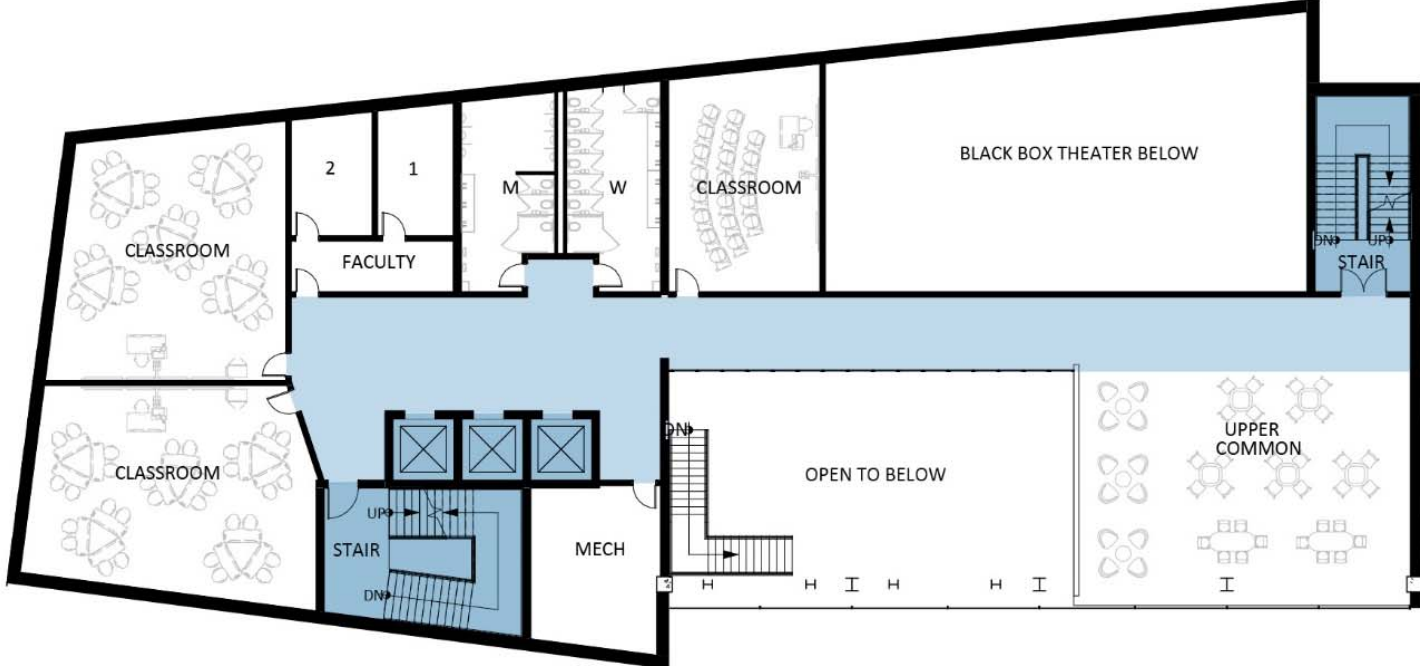 BLACK BOX THEATER BELOW
2
1
M
W
CLASSROOM
CLASSROOM
FACULTY
DN
UP
STAIR
DN
UPPER
COMMON
CLASSROOM
OPEN TO BELOW
UP
STAIR
MECH
DN